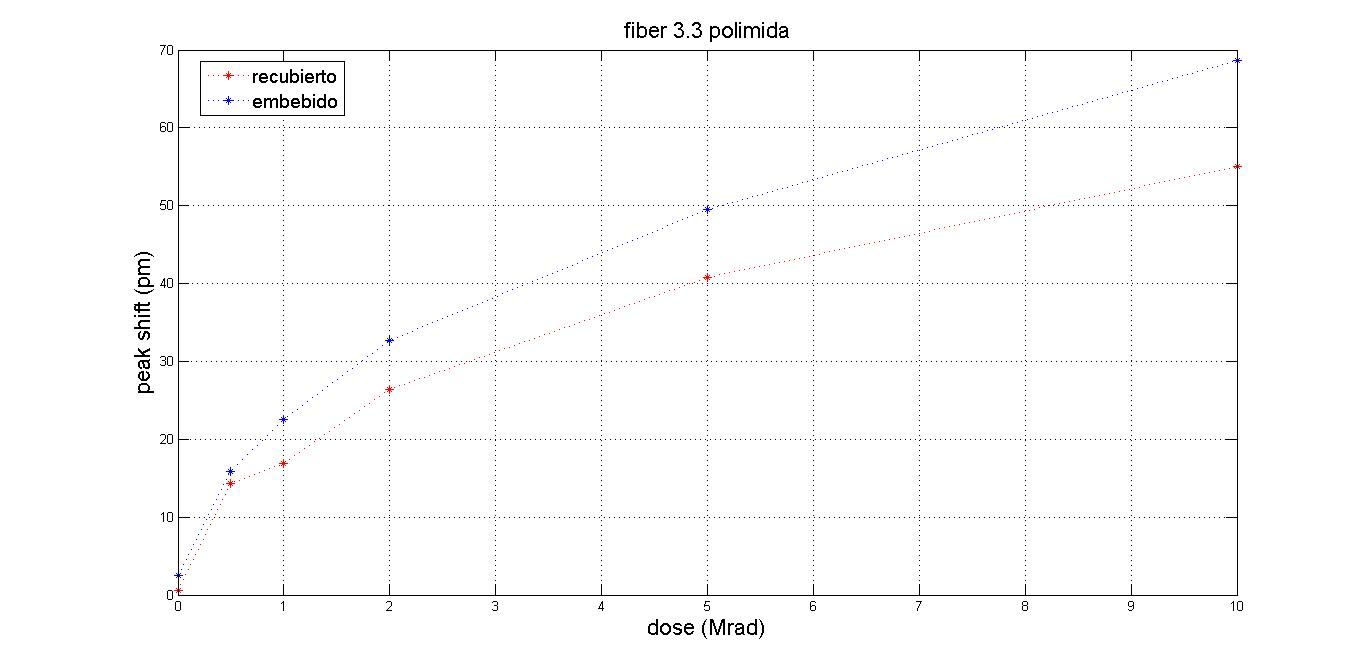 fiber 3.3 polimida
recubierto
embebido
peak shift (pm)
70
60
50
40
30
20
10
0
0 1 2 3 4 5 6 7 8 9 10
dose (Mrad)